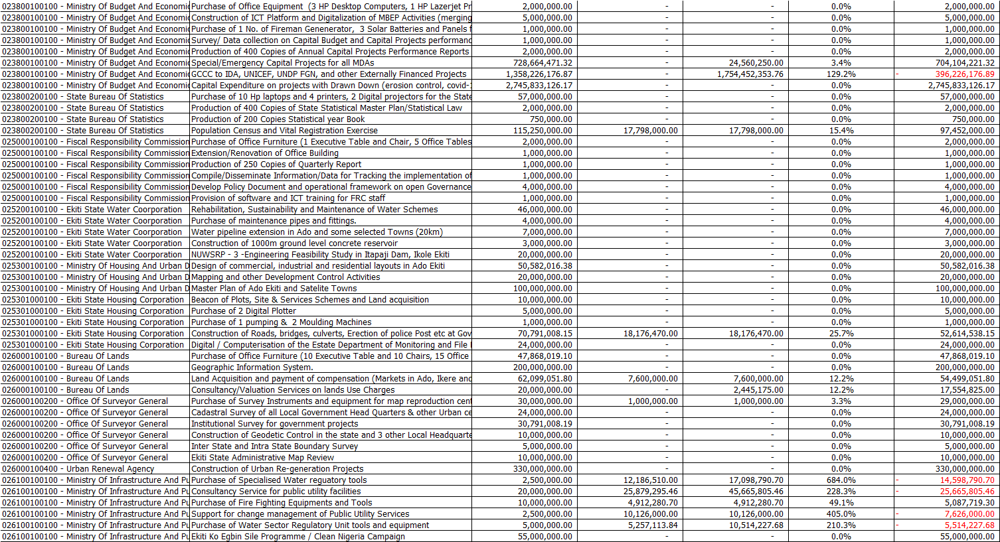 023800100100 - Ministry Of Budget And Economic Purchase of Office Equipment (3 HP Desktop Computers, 1 HP Lazerjet Pr 2,000,000.00 - - 0.0% 2,000,000.00
023800100100 - Ministry Of Budget And Economic Construction of ICT Platform and Digitalization of MBEP Activities (merging 5,000,000.00 - - 0.0% 5,000,000.00
023800100100 - Ministry Of Budget And Economic Purchase of 1 No. of Fireman Genenerator, 3 Solar Batteries and Panels f 1,000,000.00 - - 0.0% 1,000,000.00
023800100100 - Ministry Of Budget And Economic Survey/ Data collection on Capital Budget and Capital Projects performanc 1,000,000.00 - - 0.0% 1,000,000.00
023800100100 - Ministry Of Budget And Economic Production of 400 Copies of Annual Capital Projects Performance Reports 2,000,000.00 - - 0.0% 2,000,000.00
023800100100 - Ministry Of Budget And Economic Special/Emergency Capital Projects for all MDAs 728,664,471.32 - 24,560,250.00 3.4% 704,104,221.32
023800100100 - Ministry Of Budget And Economic GCCC to IDA, UNICEF, UNDP FGN, and other Externally Financed Projects 1,358,226,176.87 - 1,754,452,353.76 129.2% - 396,226,176.89
023800100100 - Ministry Of Budget And Economic Capital Expenditure on projects with Drawn Down (erosion control, covid-1 2,745,833,126.17 - - 0.0% 2,745,833,126.17
023800200100 - State Bureau Of Statistics Purchase of 10 Hp laptops and 4 printers, 2 Digital projectors for the State 57,000,000.00 - - 0.0% 57,000,000.00
023800200100 - State Bureau Of Statistics Production of 400 Copies of State Statistical Master Plan/Statistical Law 2,000,000.00 - - 0.0% 2,000,000.00
023800200100 - State Bureau Of Statistics Production of 200 Copies Statistical year Book 750,000.00 - - 0.0% 750,000.00
023800200100 - State Bureau Of Statistics Population Census and Vital Registration Exercise 115,250,000.00 17,798,000.00 17,798,000.00 15.4% 97,452,000.00
025000100100 - Fiscal Responsibility Commission Purchase of Office Furniture (1 Executive Table and Chair, 5 Office Tables 2,000,000.00 - - 0.0% 2,000,000.00
025000100100 - Fiscal Responsibility Commission Extension/Renovation of Office Building 1,000,000.00 - - 0.0% 1,000,000.00
025000100100 - Fiscal Responsibility Commission Production of 250 Copies of Quarterly Report 1,000,000.00 - - 0.0% 1,000,000.00
025000100100 - Fiscal Responsibility Commission Compile/Disseminate Information/Data for Tracking the implementation of 1,000,000.00 - - 0.0% 1,000,000.00
025000100100 - Fiscal Responsibility Commission Develop Policy Document and operational framework on open Governance 4,000,000.00 - - 0.0% 4,000,000.00
025000100100 - Fiscal Responsibility Commission Provision of software and ICT training for FRC staff 1,000,000.00 - - 0.0% 1,000,000.00
025200100100 - Ekiti State Water Coorporation Rehabilitation, Sustainability and Maintenance of Water Schemes 46,000,000.00 - - 0.0% 46,000,000.00
025200100100 - Ekiti State Water Coorporation Purchase of maintenance pipes and fittings. 4,000,000.00 - - 0.0% 4,000,000.00
025200100100 - Ekiti State Water Coorporation Water pipeline extension in Ado and some selected Towns (20km) 7,000,000.00 - - 0.0% 7,000,000.00
025200100100 - Ekiti State Water Coorporation Construction of 1000m ground level concrete reservoir 3,000,000.00 - - 0.0% 3,000,000.00
025200100100 - Ekiti State Water Coorporation NUWSRP - 3 -Engineering Feasibility Study in Itapaji Dam, Ikole Ekiti 20,000,000.00 - - 0.0% 20,000,000.00
025300100100 - Ministry Of Housing And Urban D Design of commercial, industrial and residential layouts in Ado Ekiti 50,582,016.38 - - 0.0% 50,582,016.38
025300100100 - Ministry Of Housing And Urban D Mapping and other Development Control Activities 20,000,000.00 - - 0.0% 20,000,000.00
025300100100 - Ministry Of Housing And Urban D Master Plan of Ado Ekiti and Satelite Towns 100,000,000.00 - - 0.0% 100,000,000.00
025301000100 - Ekiti State Housing Corporation Beacon of Plots, Site & Services Schemes and Land acquisition 10,000,000.00 - - 0.0% 10,000,000.00
025301000100 - Ekiti State Housing Corporation Purchase of 2 Digital Plotter 5,000,000.00 - - 0.0% 5,000,000.00
025301000100 - Ekiti State Housing Corporation Purchase of 1 pumping & 2 Moulding Machines 1,000,000.00 - - 0.0% 1,000,000.00
025301000100 - Ekiti State Housing Corporation Construction of Roads, bridges, culverts, Erection of police Post etc at Gov 70,791,008.15 18,176,470.00 18,176,470.00 25.7% 52,614,538.15
025301000100 - Ekiti State Housing Corporation Digital / Computerisation of the Estate Department of Monitoring and File 24,000,000.00 - - 0.0% 24,000,000.00
026000100100 - Bureau Of Lands Purchase of Office Furniture (10 Executive Table and 10 Chairs, 15 Office 47,868,019.10 - - 0.0% 47,868,019.10
026000100100 - Bureau Of Lands Geographic Information System. 200,000,000.00 - - 0.0% 200,000,000.00
026000100100 - Bureau Of Lands Land Acquisition and payment of compensation (Markets in Ado, Ikere and 62,099,051.80 7,600,000.00 7,600,000.00 12.2% 54,499,051.80
026000100100 - Bureau Of Lands Consultancy/Valuation Services on lands Use Charges 20,000,000.00 - 2,445,175.00 12.2% 17,554,825.00
026000100200 - Office Of Surveyor General Purchase of Survey Instruments and equipment for map reproduction cent 30,000,000.00 1,000,000.00 1,000,000.00 3.3% 29,000,000.00
026000100200 - Office Of Surveyor General Cadastral Survey of all Local Government Head Quarters & other Urban ce 24,000,000.00 - - 0.0% 24,000,000.00
026000100200 - Office Of Surveyor General Institutional Survey for government projects 30,791,008.19 - - 0.0% 30,791,008.19
026000100200 - Office Of Surveyor General Construction of Geodetic Control in the state and 3 other Local Headquarte 10,000,000.00 - - 0.0% 10,000,000.00
026000100200 - Office Of Surveyor General Inter State and Intra State Boundary Survey 5,000,000.00 - - 0.0% 5,000,000.00
026000100200 - Office Of Surveyor General Ekiti State Administrative Map Review 10,000,000.00 - - 0.0% 10,000,000.00
026000100400 - Urban Renewal Agency Construction of Urban Re-generation Projects 330,000,000.00 - - 0.0% 330,000,000.00
026100100100 - Ministry Of Infrastructure And Pu Purchase of Specialised Water reguatory tools 2,500,000.00 12,186,510.00 17,098,790.70 684.0% - 14,598,790.70
026100100100 - Ministry Of Infrastructure And Pu Consultancy Service for public utility facilities 20,000,000.00 25,879,295.46 45,665,805.46 228.3% - 25,665,805.46
026100100100 - Ministry Of Infrastructure And Pu Purchase of Fire Fighting Equipments and Tools 10,000,000.00 4,912,280.70 4,912,280.70 49.1% 5,087,719.30
026100100100 - Ministry Of Infrastructure And Pu Support for change management of Public Utility Services 2,500,000.00 10,126,000.00 10,126,000.00 405.0% - 7,626,000.00
026100100100 - Ministry Of Infrastructure And Pu Purchase of Water Sector Regulatory Unit tools and equipment 5,000,000.00 5,257,113.84 10,514,227.68 210.3% - 5,514,227.68
026100100100 - Ministry Of Infrastructure And Pu Ekiti Ko Egbin Sile Programme / Clean Nigeria Campaign 55,000,000.00 - - 0.0% 55,000,000.00